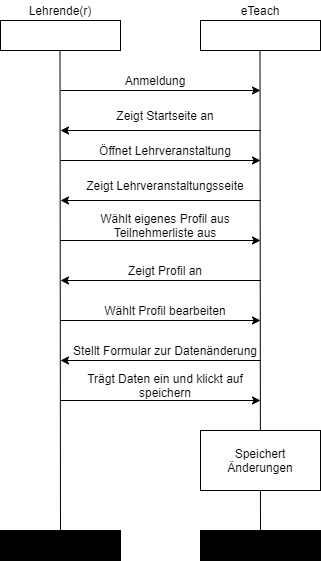 Lehrende(r)
eTeach
Anmeldung
Zeigt Startseite an
Öffnet Lehrveranstaltung
Zeigt Lehrveranstaltungsseite
Wählt eigenes Profil aus
Teilnehmerliste aus
Zeigt Profil an
Wählt Profil bearbeiten
Stellt Formular zur Datenänderung
Trägt Daten ein und klickt auf
speichern
Speichert
Änderungen